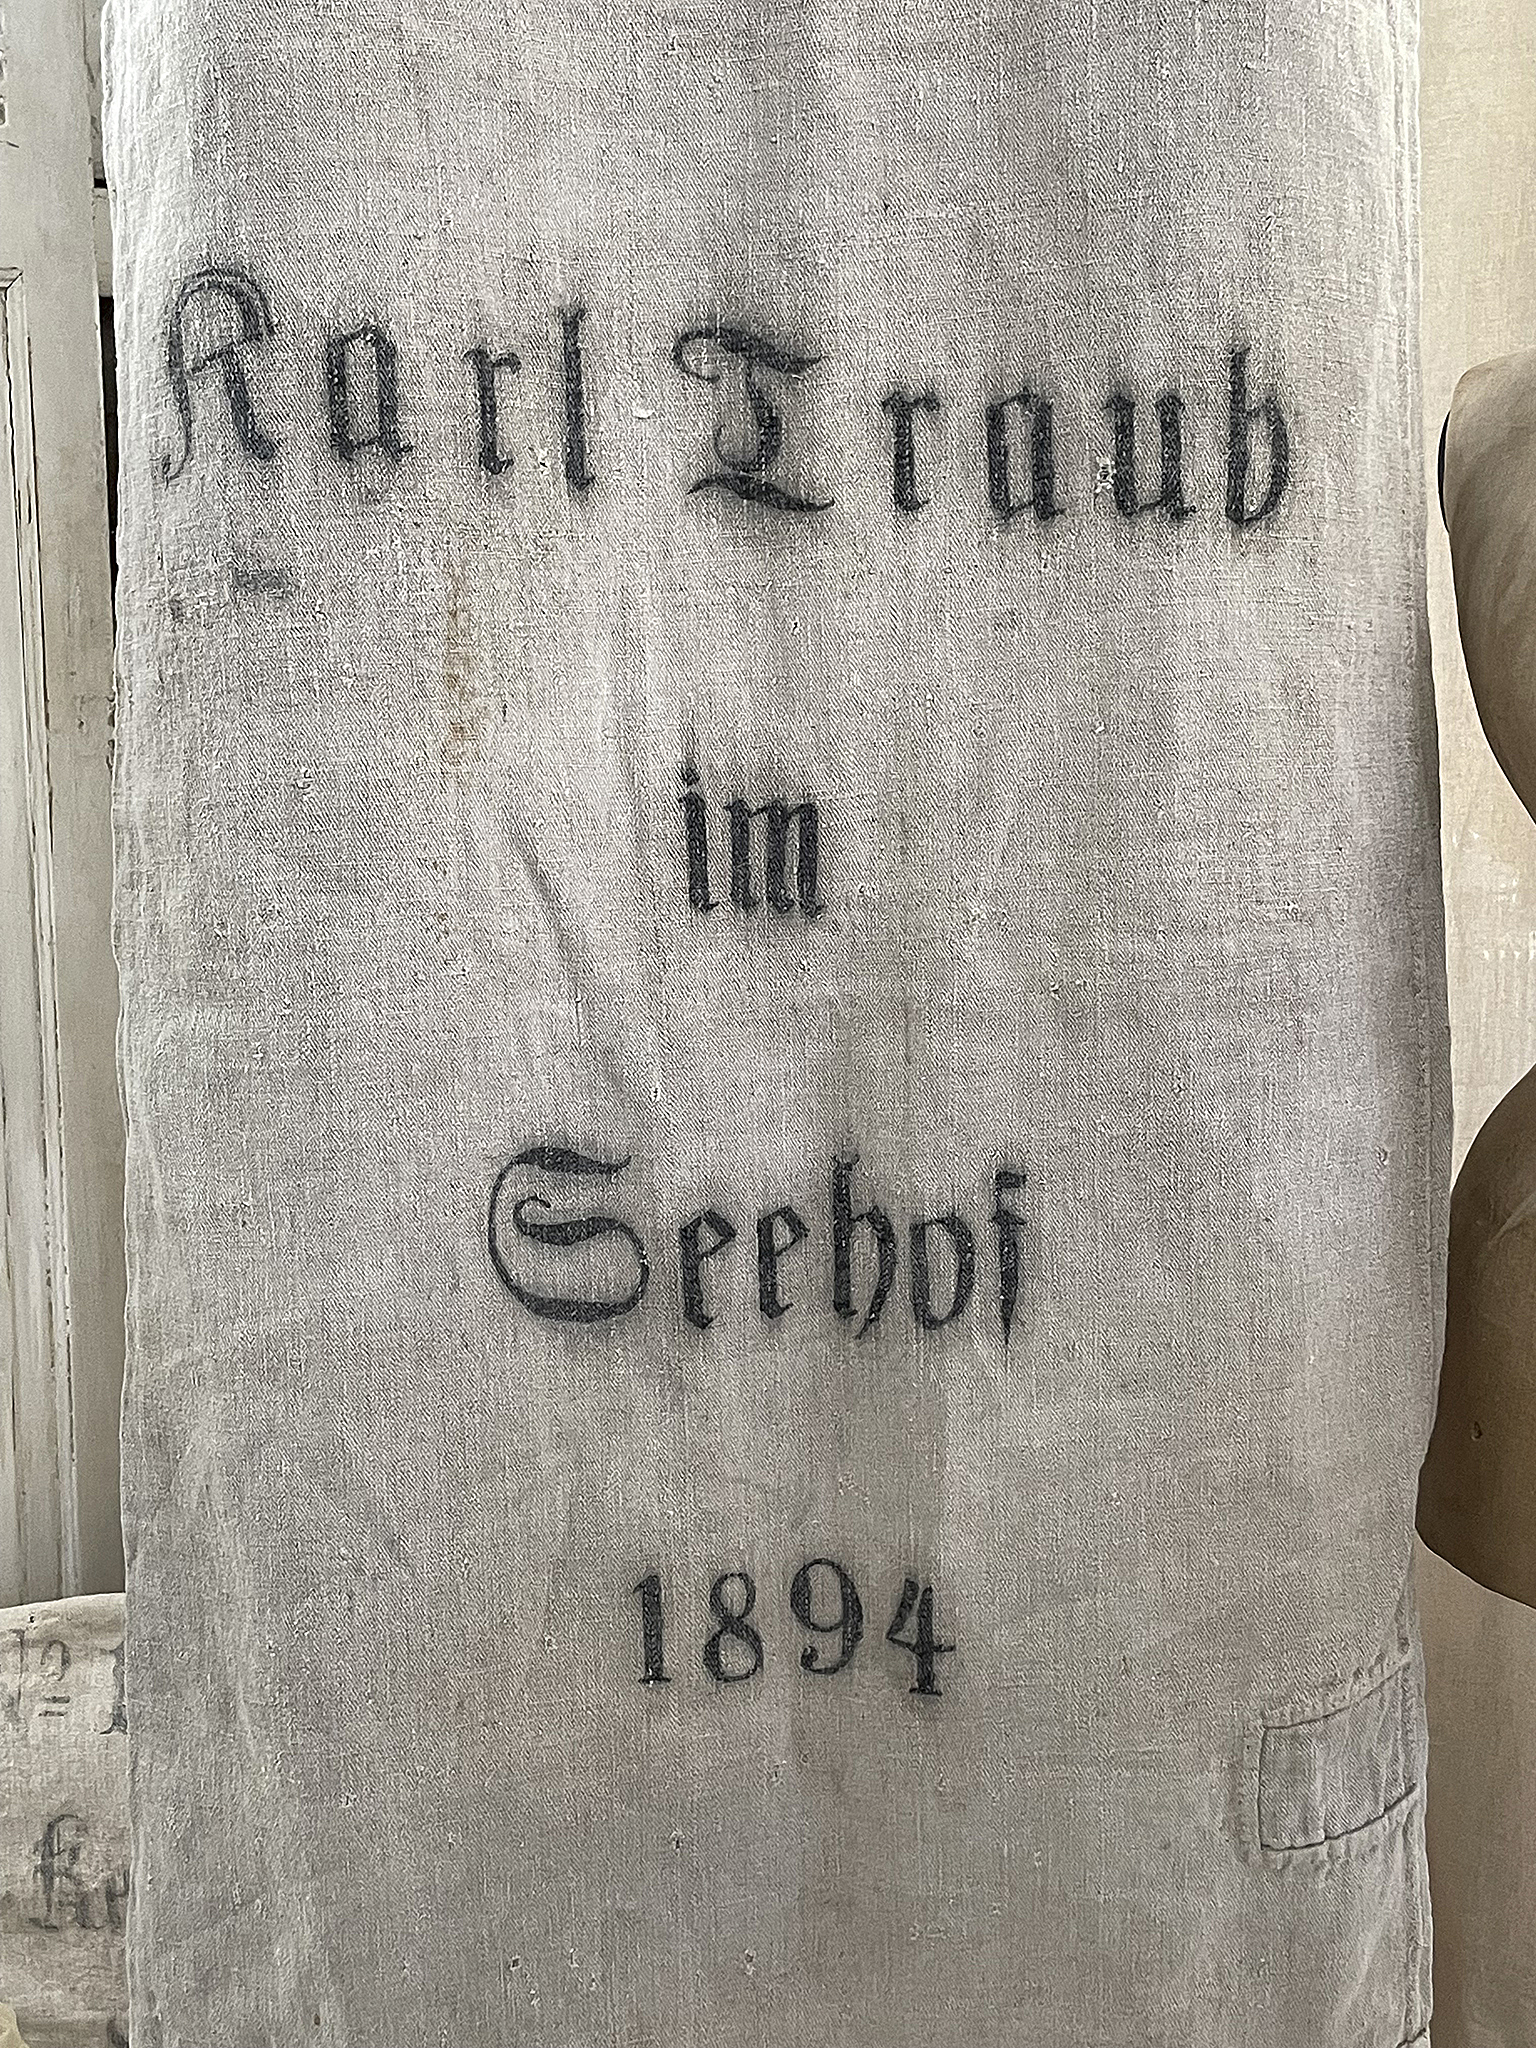 Karl Traub
im
Seehof
1894